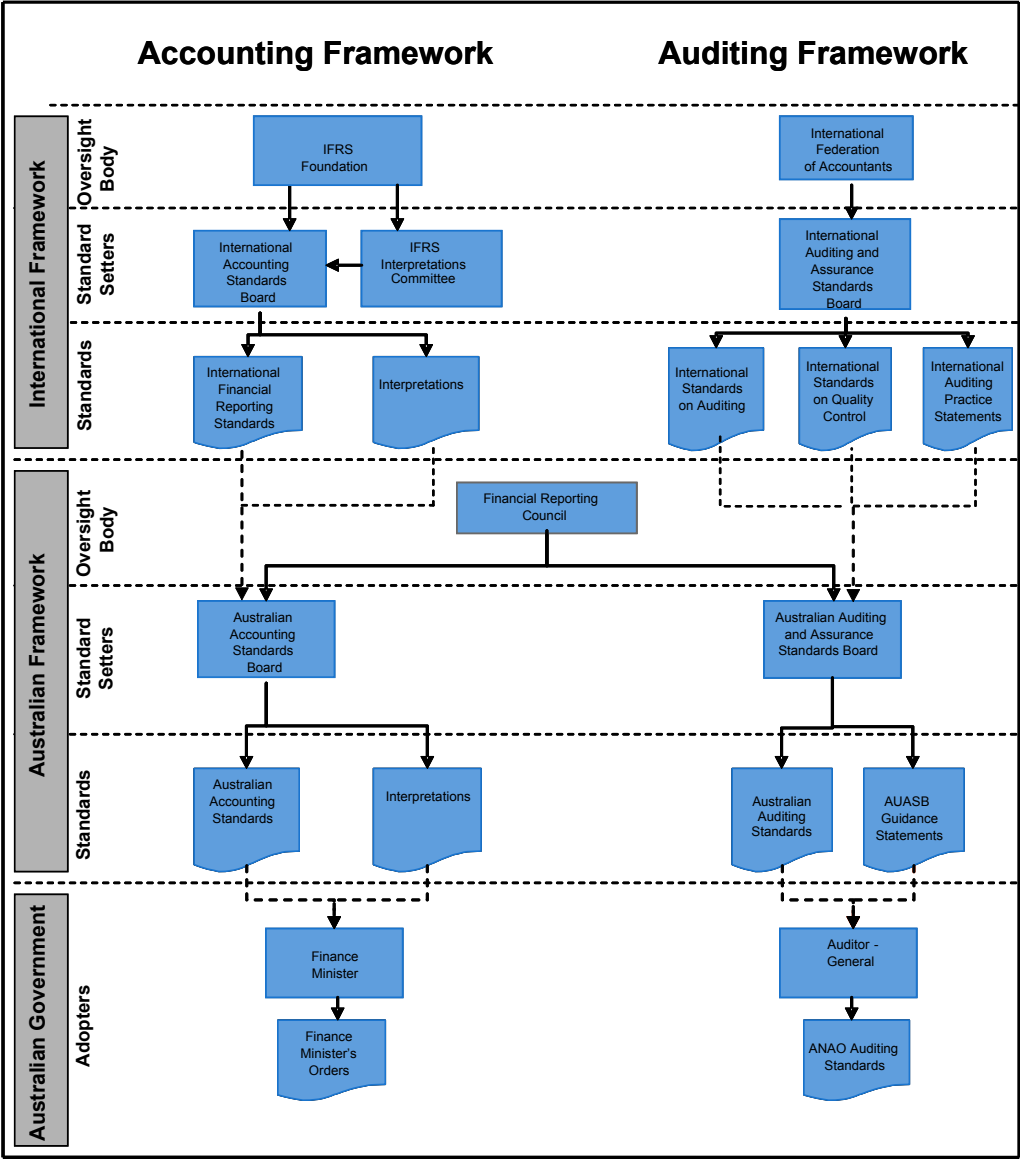 Accounting Framework
Auditing Framework
International Framework
Oversight
Body
IFRS
Foundation
International
Federation
of Accountants
Standard
Setters
International
Accounting
Standards
Board
IFRS
Interpretations
Committee
International
Auditing and
Assurance
Standards
Board
Standards
International
Financial
Reporting
Standards
Interpretations
International
Standards
on Auditing
International
Standards
on Quality
Control
International
Auditing
Practice
Statements
Australian Framework
Oversight
Body
Financial Reporting
Council
Standard
Setters
Australian
Accounting
Standards
Board
Australian Auditing
and Assurance
Standards Board
Standards
Australian
Accounting
Standards
Interpretations
Australian
Auditing
Standards
AUASB
Guidance
Statements
Australian Government
Adopters
Finance
Minister
Auditor -
General
Finance
Minister's
Orders
ANAO Auditing
Standards